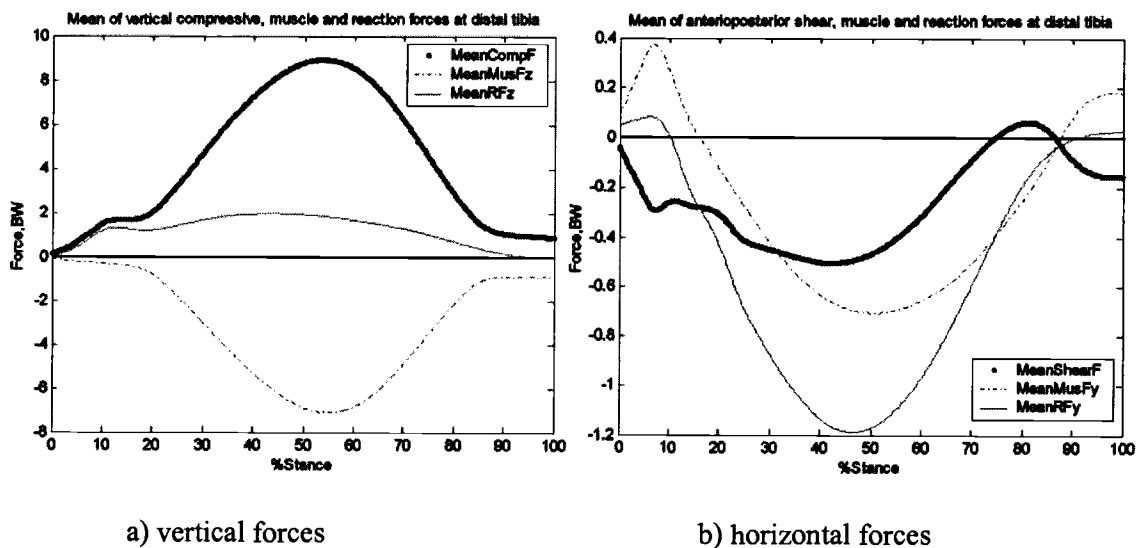 Mean of vertical compressive, muscle and reaction forces at distal tibia
10
8
6
4
2
0
-2
-4
-6
-8
Force,BW
MeanCompF
MeanMusFz
MeanRFz
0 10 20 30 40 50 60 70 80 90 100
%Stance
a) vertical forces
Mean of anterioposterior shear, muscle and reaction forces at distal tibia
0.4
0.2
0
-0.2
-0.4
-0.6
-0.8
-1
-1.2
Force,BW
MeanShearF
MeanMusFy
MeanRFy
0 10 20 30 40 50 60 70 80 90 100
%Stance
b) horizontal forces